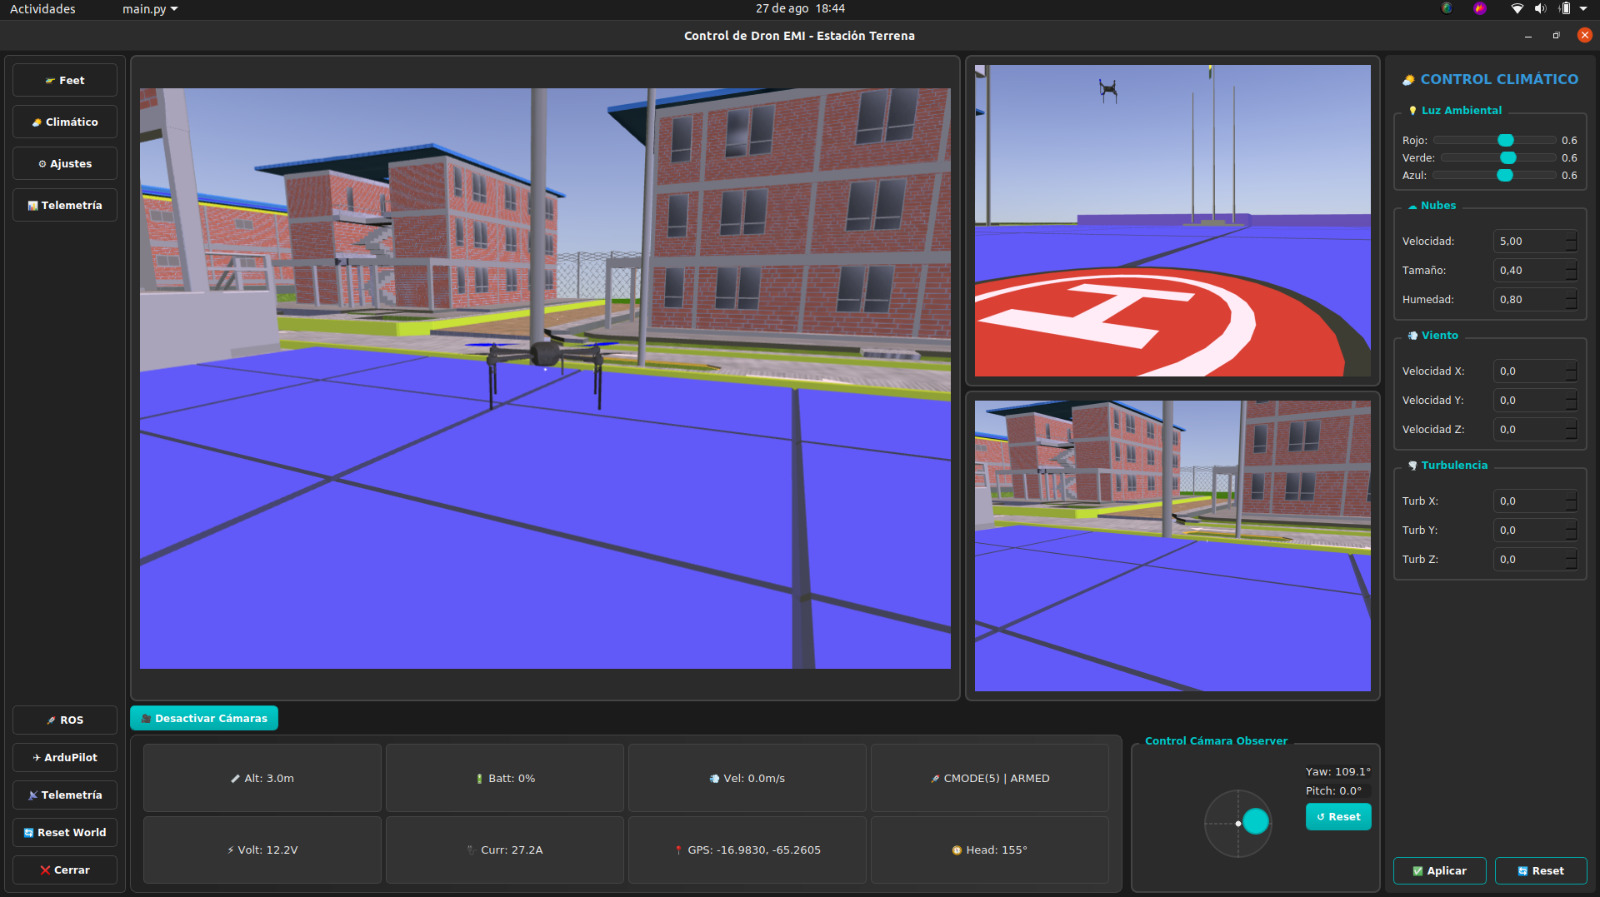 Actividades
main.py
27 de ago 18:44
Control de Dron EMI - Estación Terrena
Feet
Climático
Ajustes
Telemetría
ROS
ArduPilot
Telemetría
Reset World
Cerrar
H
Desactivar Cámaras
Alt: 3.0m
Batt: 0%
Vel: 0.0m/s
CMODE(5) | ARMED
Volt: 12.2V
Curr: 27.2A
GPS: -16.9830, -65.2605
Head: 155°
Control Cámara Observer
Yaw: 109.1°
Pitch: 0.0°
Reset
CONTROL CLIMÁTICO
Luz Ambiental
Rojo: 0.6
Verde: 0.6
Azul: 0.6
Nubes
Velocidad: 5,00
Tamaño: 0,40
Humedad: 0,80
Viento
Velocidad X: 0,0
Velocidad Y: 0,0
Velocidad Z: 0,0
Turbulencia
Turb X: 0,0
Turb Y: 0,0
Turb Z: 0,0
Aplicar
Reset